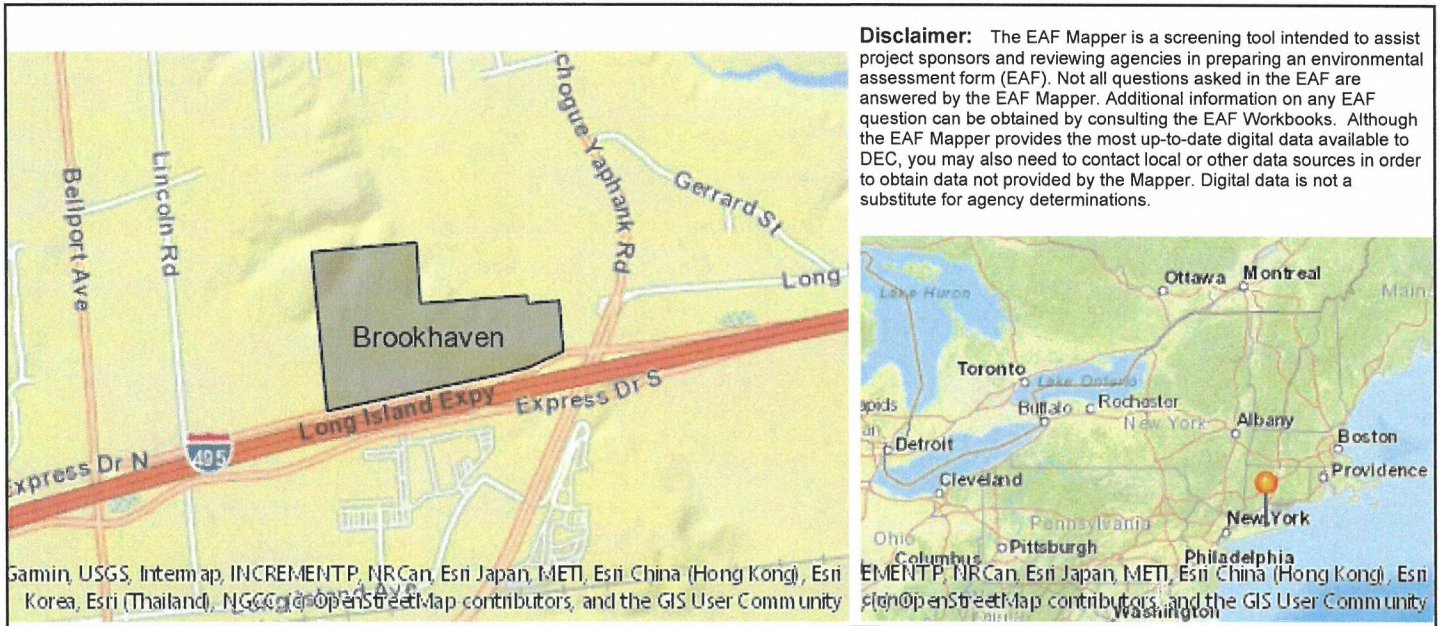 Disclaimer: The EAF Mapper is a screening tool intended to assist
project sponsors and reviewing agencies in preparing an environmental
assessment form (EAF). Not all questions asked in the EAF are
answered by the EAF Mapper. Additional information on any EAF
question can be obtained by consulting the EAF Workbooks. Although
the EAF Mapper provides the most up-to-date digital data available to
DEC, you may also need to contact local or other data sources in order
to obtain data not provided by the Mapper. Digital data is not a
substitute for agency determinations.
chogue Yaphank Rd
Bellport Ave
Lincoln Rd
Gerrard St
Long
Brookhaven
Long Island Expy
Express Dr S
495
Express Dr N
Garmin, USGS, Intermap, INCREMENT P, NRCan, Esri Japan, METI, Esri China (Hong Kong), Esri
Korea, Esri (Thailand), NGCC, (c) OpenStreetMap contributors, and the GIS User Community
Ottawa
Montreal
Lake Huron
Main
Toronto
Lake Ontario
Buffalo
Rochester
New York
Albany
apids
an
Detroit
Boston
Providence
Cleveland
Pennsylvania
New York
Ohio
Columbus
Pittsburgh
Philadelphia
EMENT P, NRCan, Esri Japan, METI, Esri China (Hong Kong), Esri
OpenStreetMap contributors, and the GIS User Community
Washington